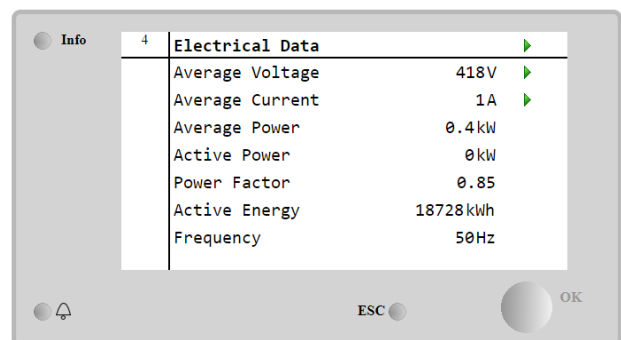 Info
4 Electrical Data
Average Voltage 418V
Average Current 1A
Average Power 0.4kW
Active Power 0kW
Power Factor 0.85
Active Energy 18728kWh
Frequency 50Hz
ESC OK